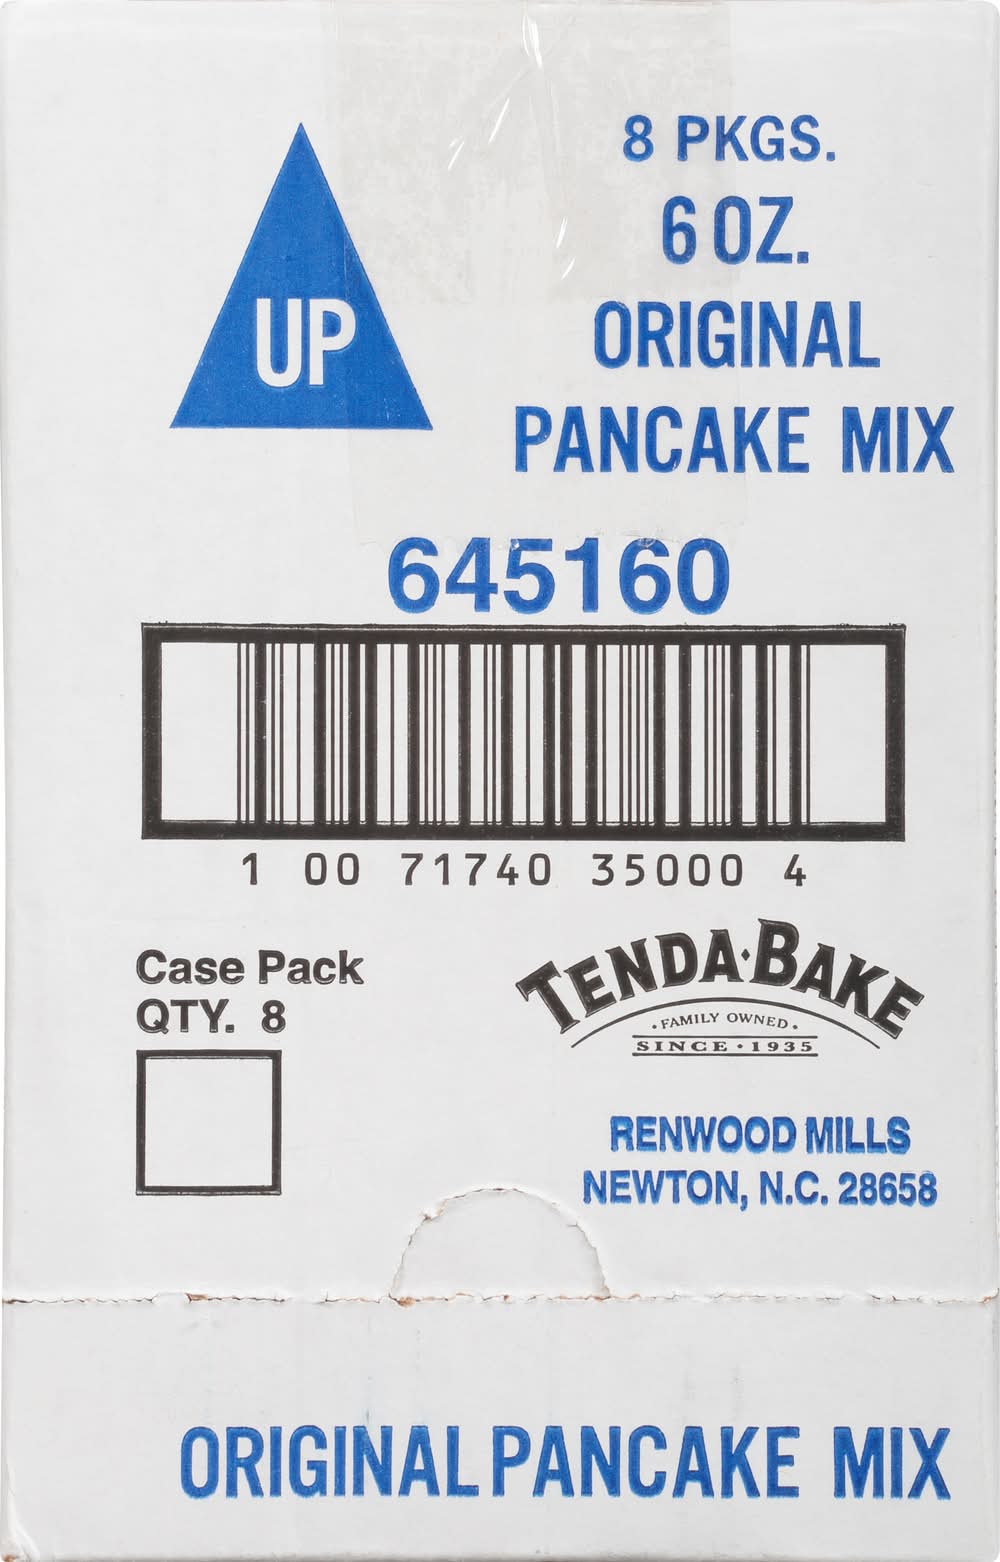 UP
8 PKGS.
6 OZ.
ORIGINAL
PANCAKE MIX
645160
1 00 71740 35000 4
Case Pack
QTY. 8
TENDA·BAKE
·FAMILY OWNED·
SINCE·1935
RENWOOD MILLS
NEWTON, N.C. 28658
ORIGINAL PANCAKE MIX